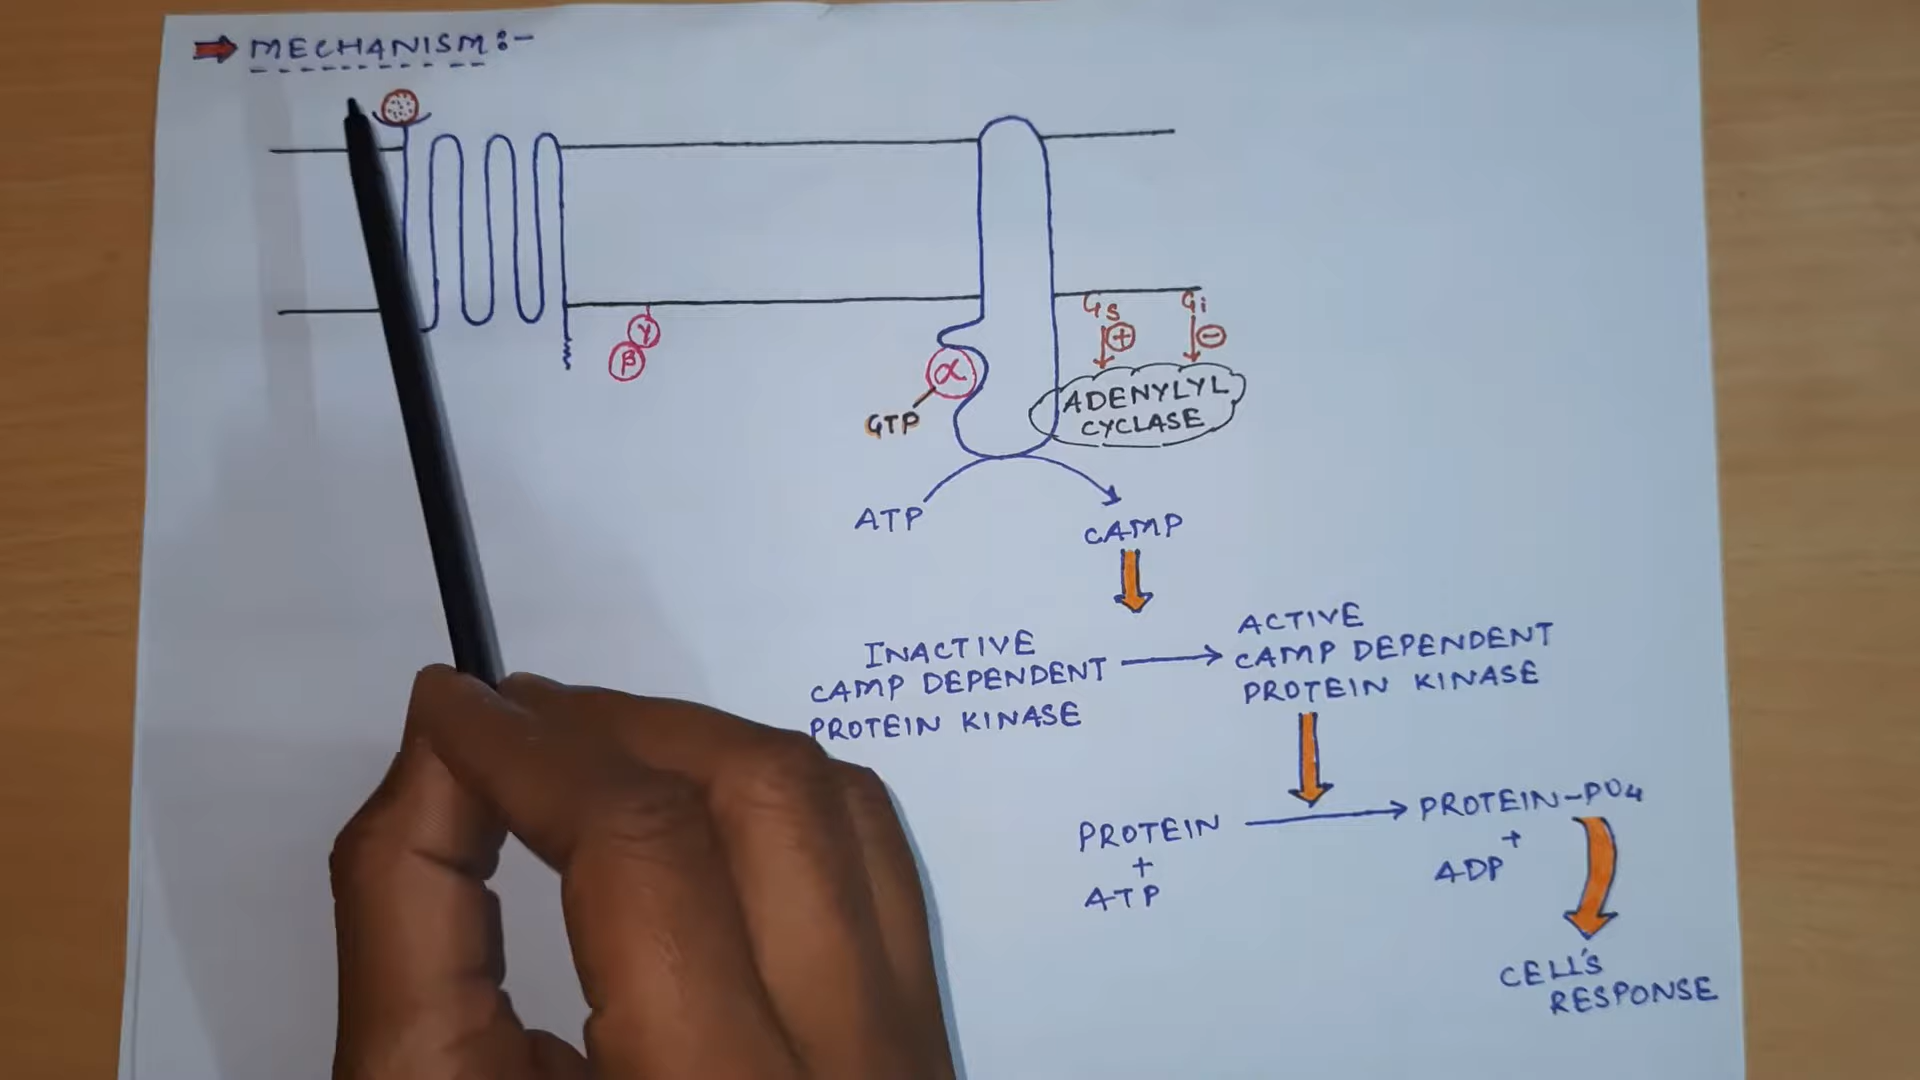 MECHANISM:-
Gs
Gi
+
-
γ
β
α
GTP
ADENYLYL
CYCLASE
ATP
CAMP
INACTIVE
CAMP DEPENDENT
PROTEIN KINASE
ACTIVE
CAMP DEPENDENT
PROTEIN KINASE
PROTEIN
+
ATP
PROTEIN-PO4
+
ADP
CELL'S
RESPONSE